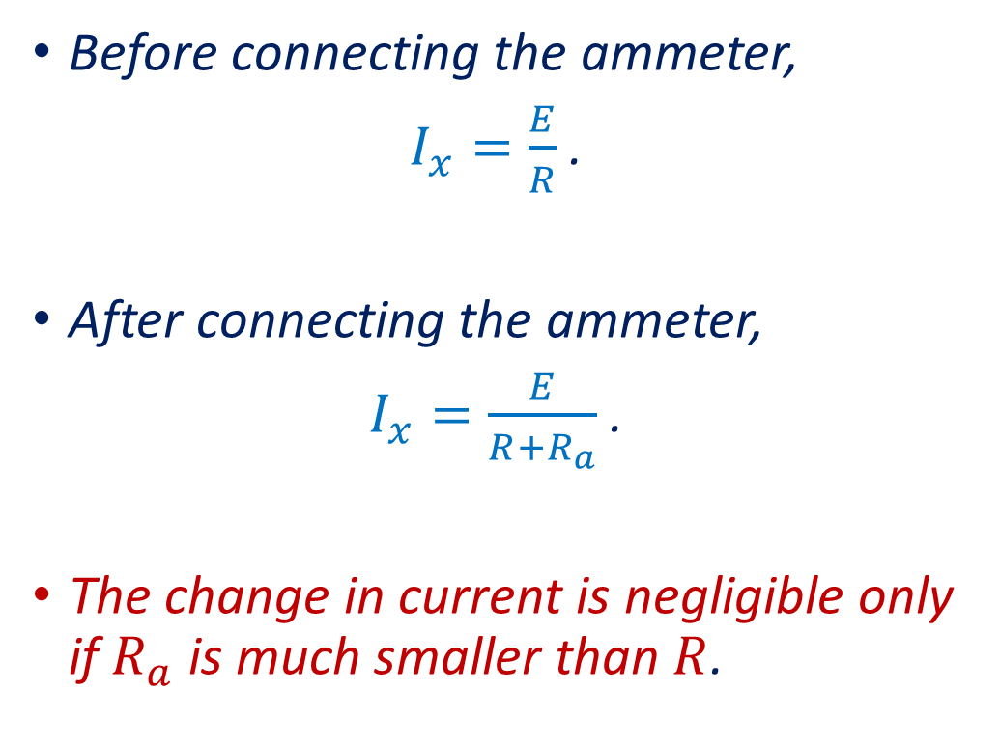 • Before connecting the ammeter,
$I_x = \frac{E}{R}$ .
• After connecting the ammeter,
$I_x = \frac{E}{R+R_a}$ .
• The change in current is negligible only
if $R_a$ is much smaller than $R$.